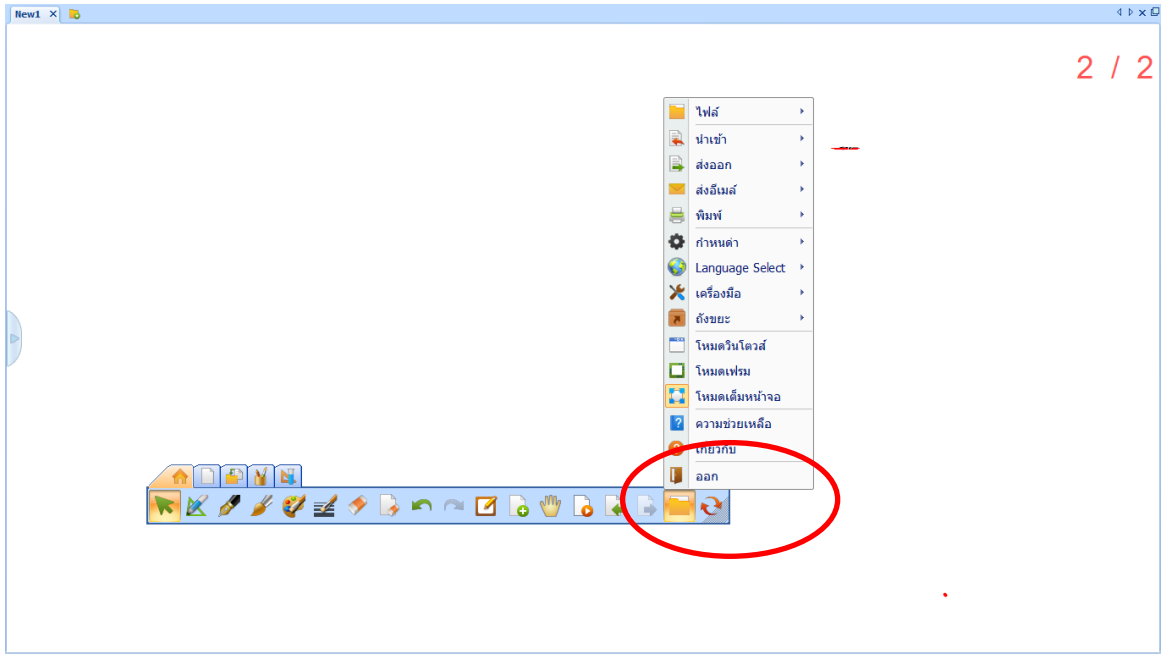 New1
2 / 2
ไฟล์
นำเข้า
ส่งออก
ส่งอีเมล์
พิมพ์
กำหนดค่า
Language Select
เครื่องมือ
ถังขยะ
โหมดวินโดวส์
โหมดเฟรม
โหมดเต็มหน้าจอ
ความช่วยเหลือ
เกี่ยวกับ
ออก